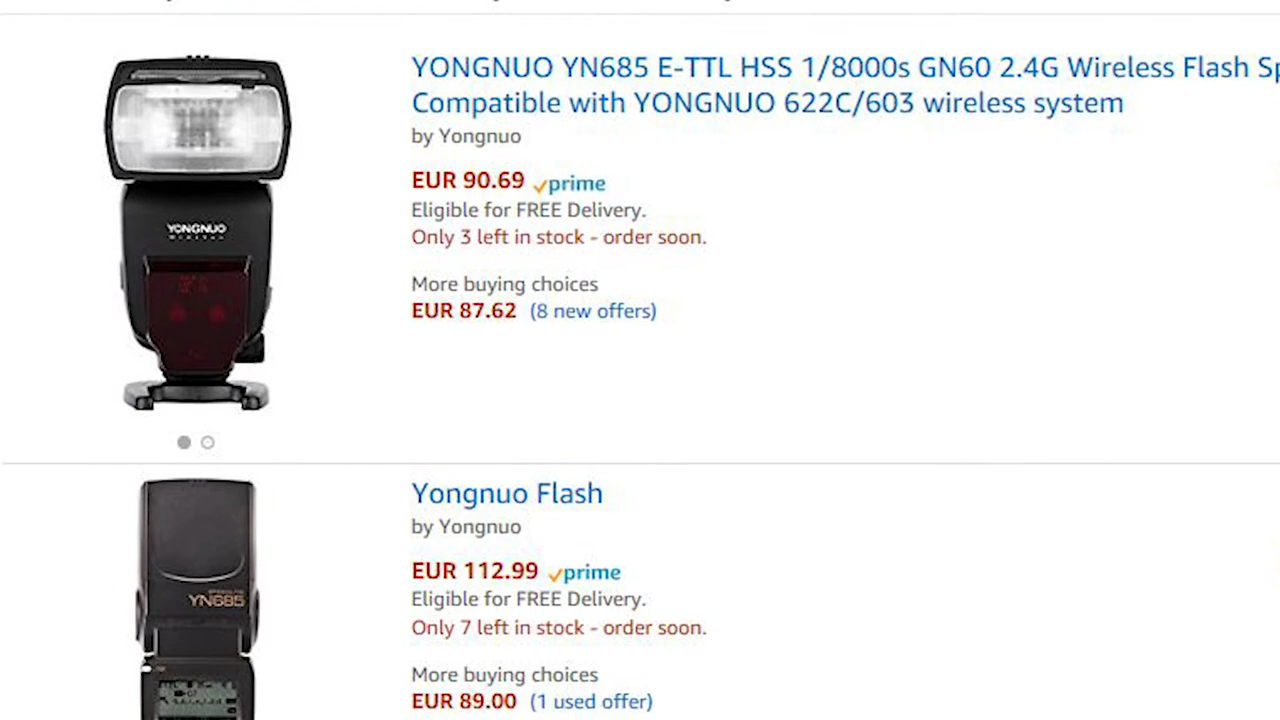 YONGNUO YN685 E-TTL HSS 1/8000s GN60 2.4G Wireless Flash
Compatible with YONGNUO 622C/603 wireless system
by Yongnuo
EUR 90.69 prime
Eligible for FREE Delivery.
Only 3 left in stock - order soon.
More buying choices
EUR 87.62 (8 new offers)
YONGNUO
Yongnuo Flash
by Yongnuo
EUR 112.99 prime
Eligible for FREE Delivery.
Only 7 left in stock - order soon.
More buying choices
EUR 89.00 (1 used offer)
YN685